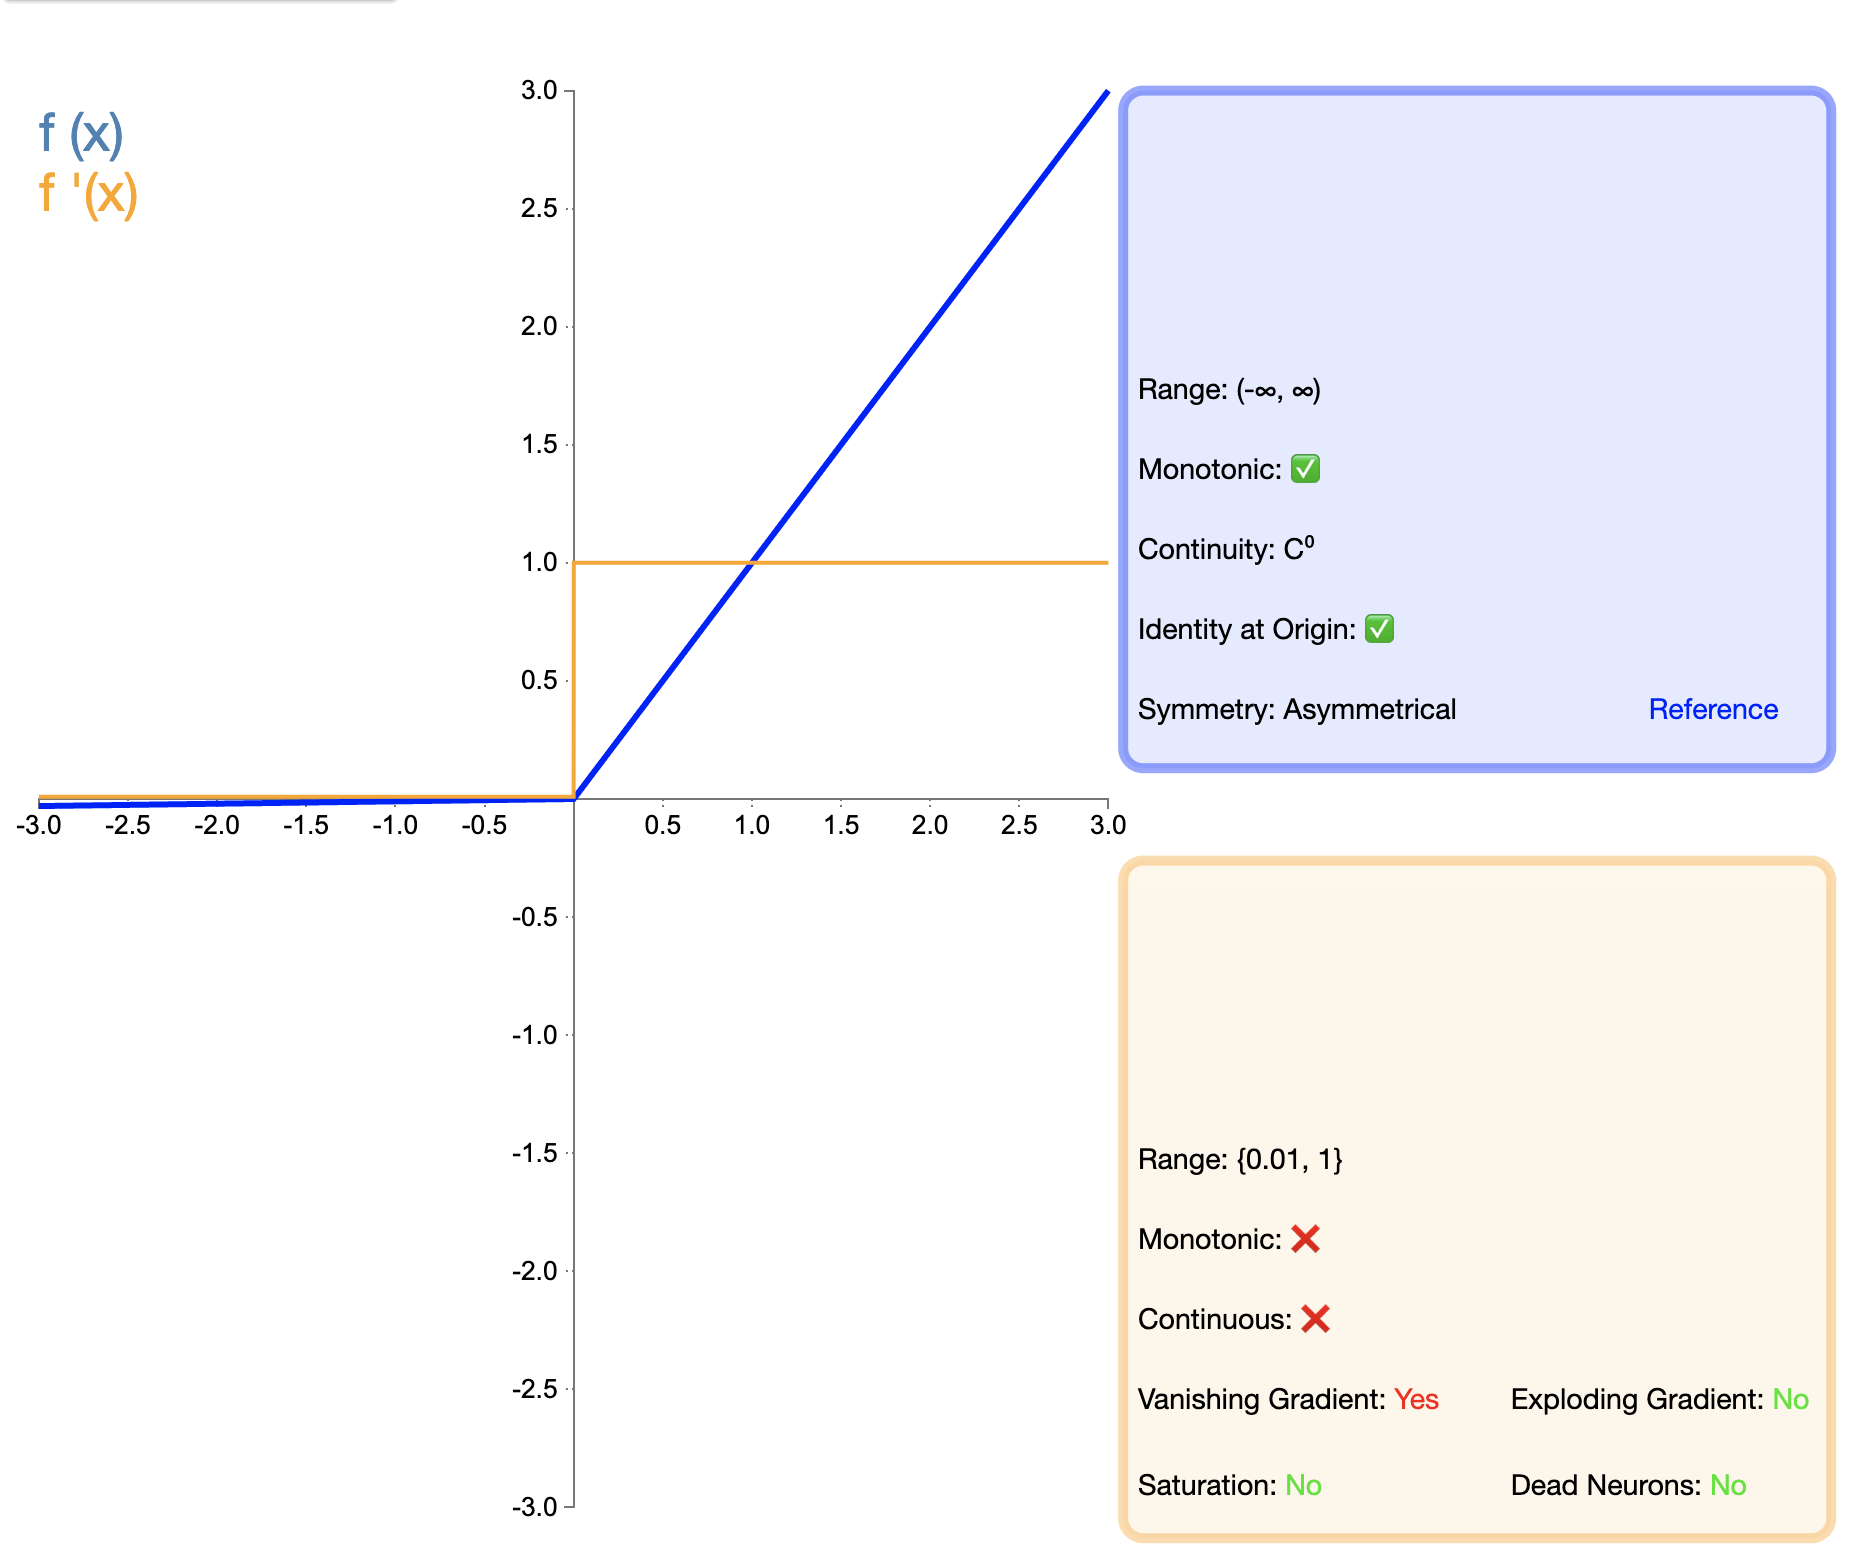 f (x)
f '(x)
3.0
2.5
2.0
1.5
1.0
0.5
-3.0 -2.5 -2.0 -1.5 -1.0 -0.5 0.5 1.0 1.5 2.0 2.5 3.0
-0.5
-1.0
-1.5
-2.0
-2.5
-3.0
Range: (-∞, ∞)
Monotonic: ✅
Continuity: C⁰
Identity at Origin: ✅
Symmetry: Asymmetrical Reference
Range: {0.01, 1}
Monotonic: ❌
Continuous: ❌
Vanishing Gradient: Yes Exploding Gradient: No
Saturation: No Dead Neurons: No